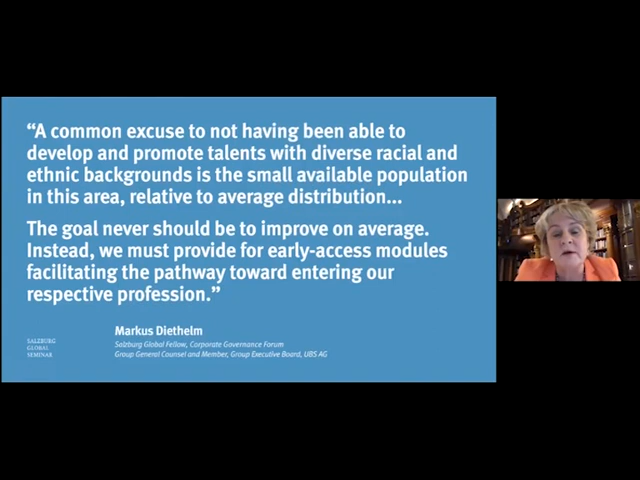 “A common excuse to not having been able to
develop and promote talents with diverse racial and
ethnic backgrounds is the small available population
in this area, relative to average distribution...
The goal never should be to improve on average.
Instead, we must provide for early-access modules
facilitating the pathway toward entering our
respective profession.”
Markus Diethelm
Salzburg Global Fellow, Corporate Governance Forum
Group General Counsel and Member, Group Executive Board, UBS AG
SALZBURG
GLOBAL
SEMINAR